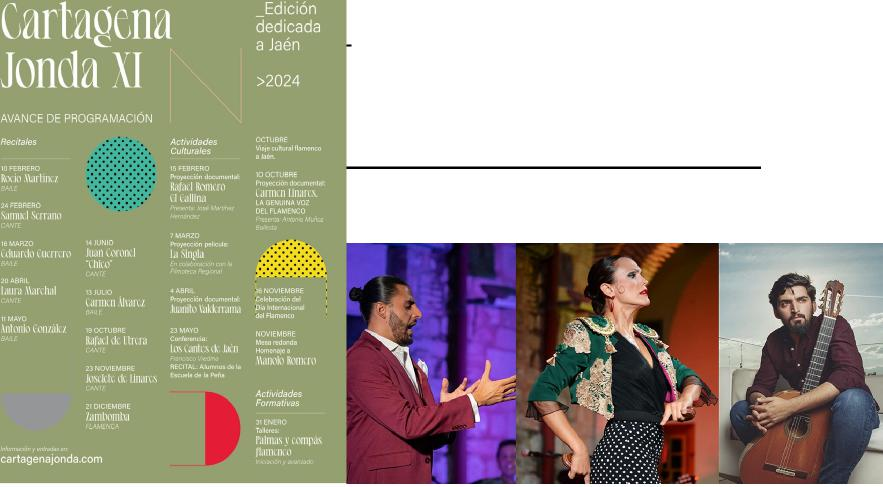 Cartagena
Jonda XI
_Edición
dedicada
a Jaén
>2024
AVANCE DE PROGRAMACIÓN
Recitales
10 FEBRERO
Rocío Martínez
BAILE
24 FEBRERO
Samuel Serrano
CANTE
16 MARZO
Eduardo Guerrero
BAILE
20 ABRIL
Laura Marchal
CANTE
11 MAYO
Antonio González
BAILE
14 JUNIO
Juan Coronel
"Chico"
CANTE
13 JULIO
Carmen Álvarez
BAILE
19 OCTUBRE
Rafael de Utrera
CANTE
23 NOVIEMBRE
Joselete de Linares
CANTE
21 DICIEMBRE
Zambomba
FLAMENCA
Información y entradas en:
cartagenajonda.com
Actividades
Culturales
15 FEBRERO
Proyección documental:
Rafael Romero
El Gallina
Presenta: José Martínez
Hernández
7 MARZO
Proyección película:
La Singla
En colaboración con la
Filmoteca Regional
4 ABRIL
Proyección documental:
Juanito Valderrama
23 MAYO
Conferencia:
Los cantes de Jaén
Francisco Viedma
RECITAL: Alumnos de la
Escuela de la Peña
OCTUBRE
Viaje cultural flamenco
a Jaén.
10 OCTUBRE
Proyección documental:
Carmen Linares,
LA GENUINA VOZ
DEL FLAMENCO
Presenta: Antonio Muñoz
Ballesta
16 NOVIEMBRE
Celebración del
Día Internacional
del Flamenco
NOVIEMBRE
Mesa redonda
Homenaje a
Manolo Romero
Actividades
Formativas
31 ENERO
Talleres:
Palmas y compás
flamenco
Iniciación y avanzado